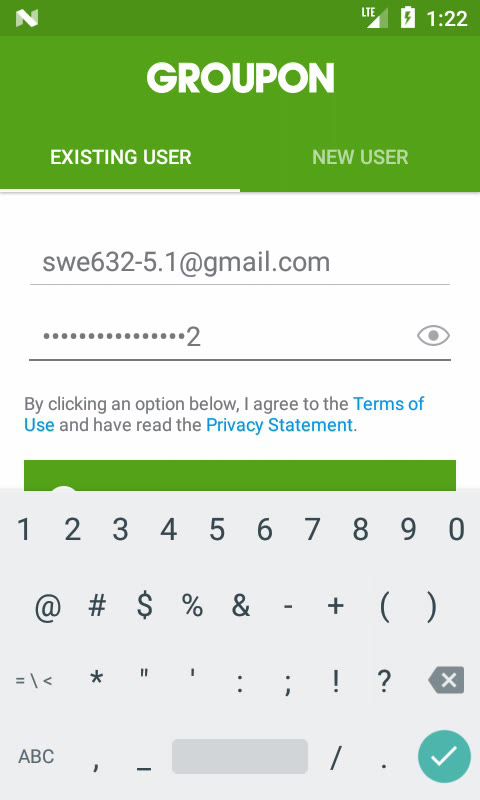 LTE 1:22
GROUPON
EXISTING USER NEW USER
swe632-5.1@gmail.com
••••••••••••••••2
By clicking an option below, I agree to the Terms of
Use and have read the Privacy Statement.
1 2 3 4 5 6 7 8 9 0
@ # $ % & - + ( )
= \ < * " ' : ; ! ?
ABC , _ / .